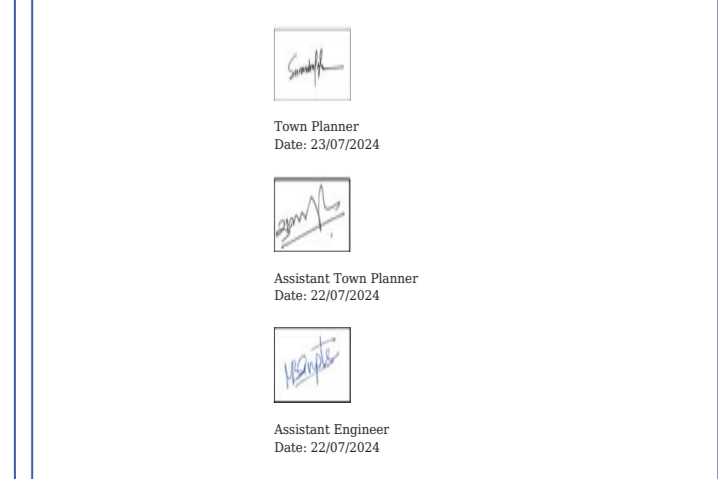 Town Planner
Date: 23/07/2024
Assistant Town Planner
Date: 22/07/2024
Assistant Engineer
Date: 22/07/2024